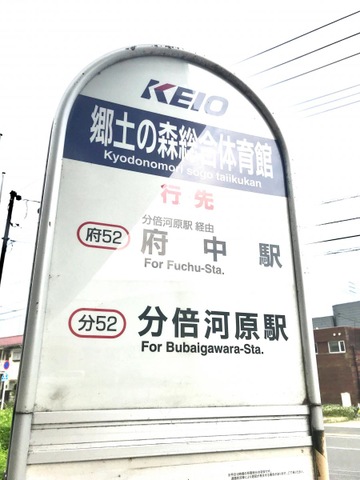 KEIO
郷土の森総合体育館
Kyodonomori sogo taiikukan
行先
分倍河原駅 経由
府52 府中駅
For Fuchu-Sta.
分52 分倍河原駅
For Bubaigawara-Sta.